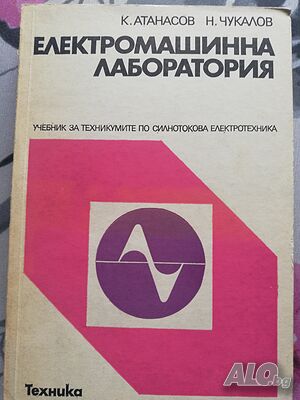 К. АТАНАСОВ Н. ЧУКАЛОВ
ЕЛЕКТРОМАШИННА
ЛАБОРАТОРИЯ
УЧЕБНИК ЗА ТЕХНИКУМИТЕ ПО СИЛНОТОКОВА ЕЛЕКТРОТЕХНИКА
Техника
ALO.bg